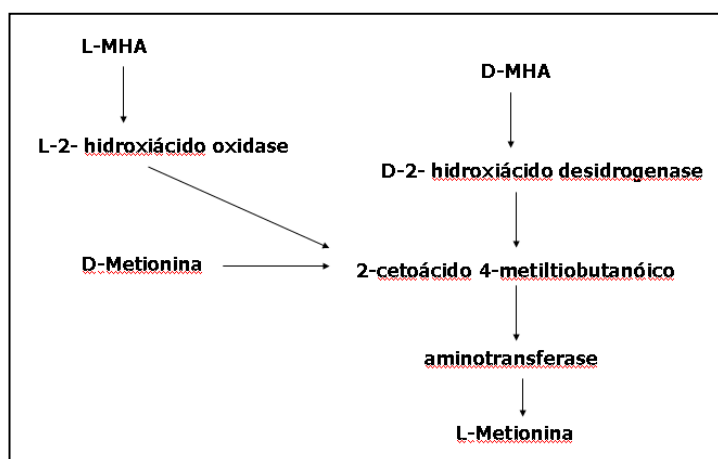 L-MHA
D-MHA
L-2- hidroxiácido oxidase
D-2- hidroxiácido desidrogenase
D-Metionina
2-cetoácido 4-metiltiobutanóico
aminotransferase
L-Metionina